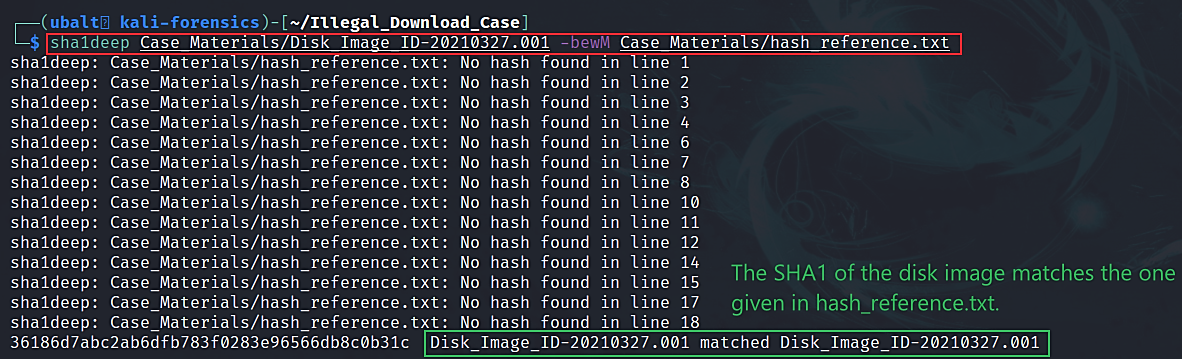 ┌──(ubalt kali-forensics)-[~/Illegal_Download_Case]
└─$ sha1deep Case_Materials/Disk_Image_ID-20210327.001 -bewM Case_Materials/hash_reference.txt
sha1deep: Case_Materials/hash_reference.txt: No hash found in line 1
sha1deep: Case_Materials/hash_reference.txt: No hash found in line 2
sha1deep: Case_Materials/hash_reference.txt: No hash found in line 3
sha1deep: Case_Materials/hash_reference.txt: No hash found in line 4
sha1deep: Case_Materials/hash_reference.txt: No hash found in line 6
sha1deep: Case_Materials/hash_reference.txt: No hash found in line 7
sha1deep: Case_Materials/hash_reference.txt: No hash found in line 8
sha1deep: Case_Materials/hash_reference.txt: No hash found in line 10
sha1deep: Case_Materials/hash_reference.txt: No hash found in line 11
sha1deep: Case_Materials/hash_reference.txt: No hash found in line 12
sha1deep: Case_Materials/hash_reference.txt: No hash found in line 14
sha1deep: Case_Materials/hash_reference.txt: No hash found in line 15
sha1deep: Case_Materials/hash_reference.txt: No hash found in line 17
sha1deep: Case_Materials/hash_reference.txt: No hash found in line 18
The SHA1 of the disk image matches the one
given in hash_reference.txt.
36186d7abc2ab6dfb783f0283e96566db8c0b31c Disk_Image_ID-20210327.001 matched Disk_Image_ID-20210327.001